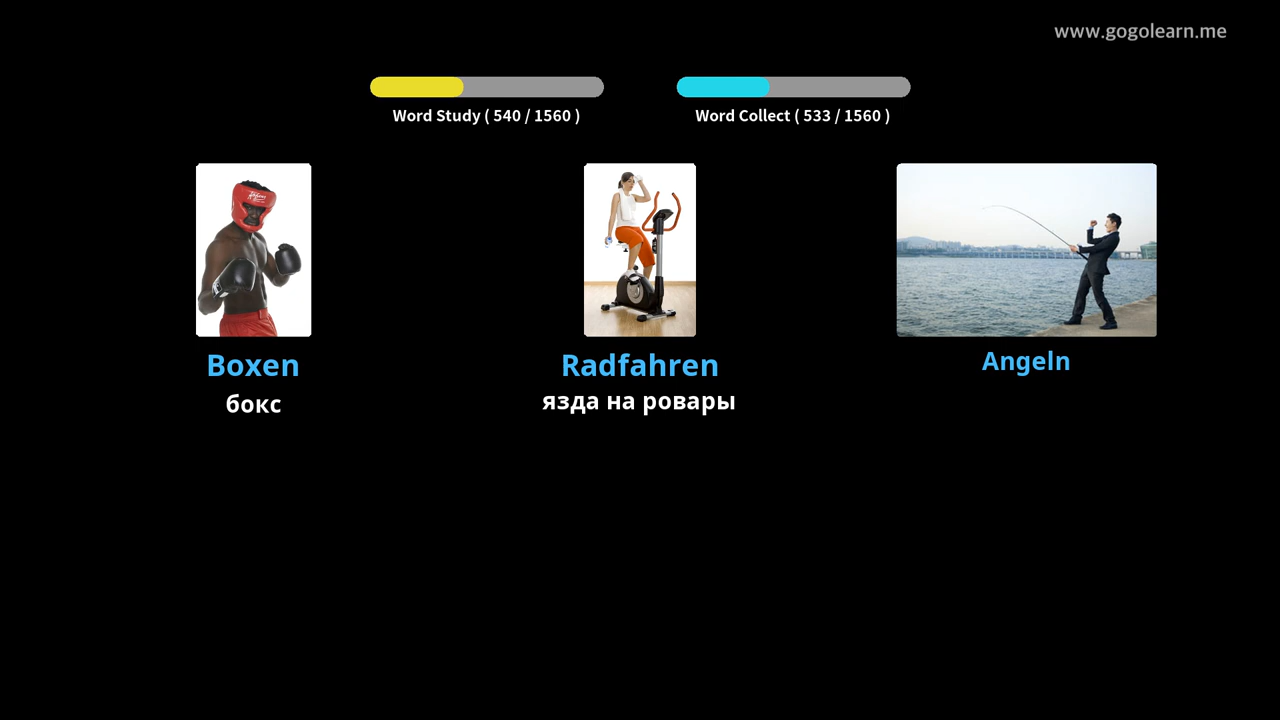 www.gogolearn.me
Word Study ( 540 / 1560 )
Word Collect ( 533 / 1560 )
Boxen
Radfahren
Angeln
бокс
язда на ровары